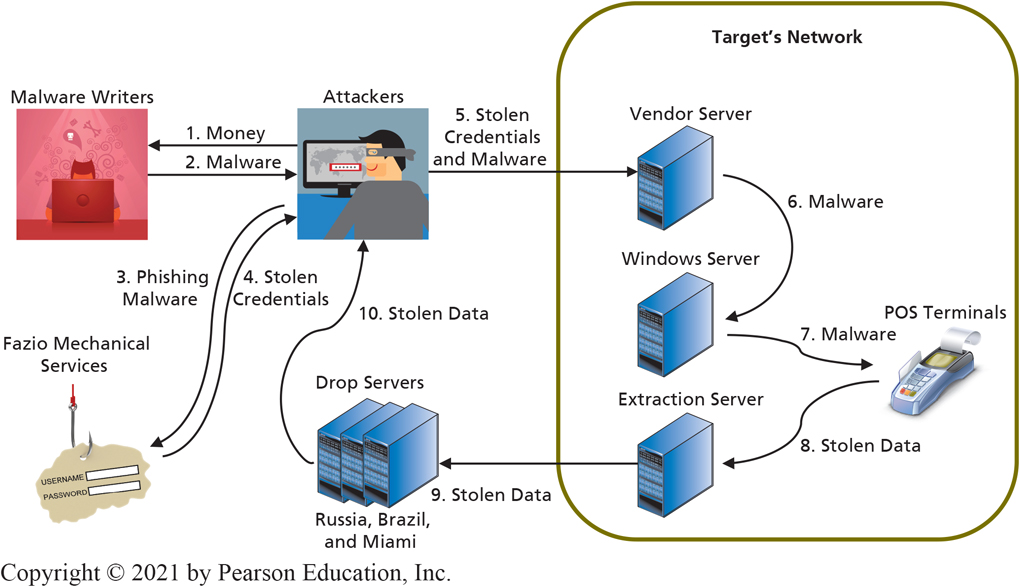 Target's Network
Malware Writers
Attackers
1. Money
2. Malware
5. Stolen
Credentials
and Malware
Vendor Server
6. Malware
3. Phishing
Malware
4. Stolen
Credentials
Windows Server
10. Stolen Data
7. Malware
POS Terminals
Fazio Mechanical
Services
Drop Servers
Extraction Server
8. Stolen Data
USERNAME
PASSWORD
9. Stolen Data
Russia, Brazil,
and Miami
Copyright © 2021 by Pearson Education, Inc.